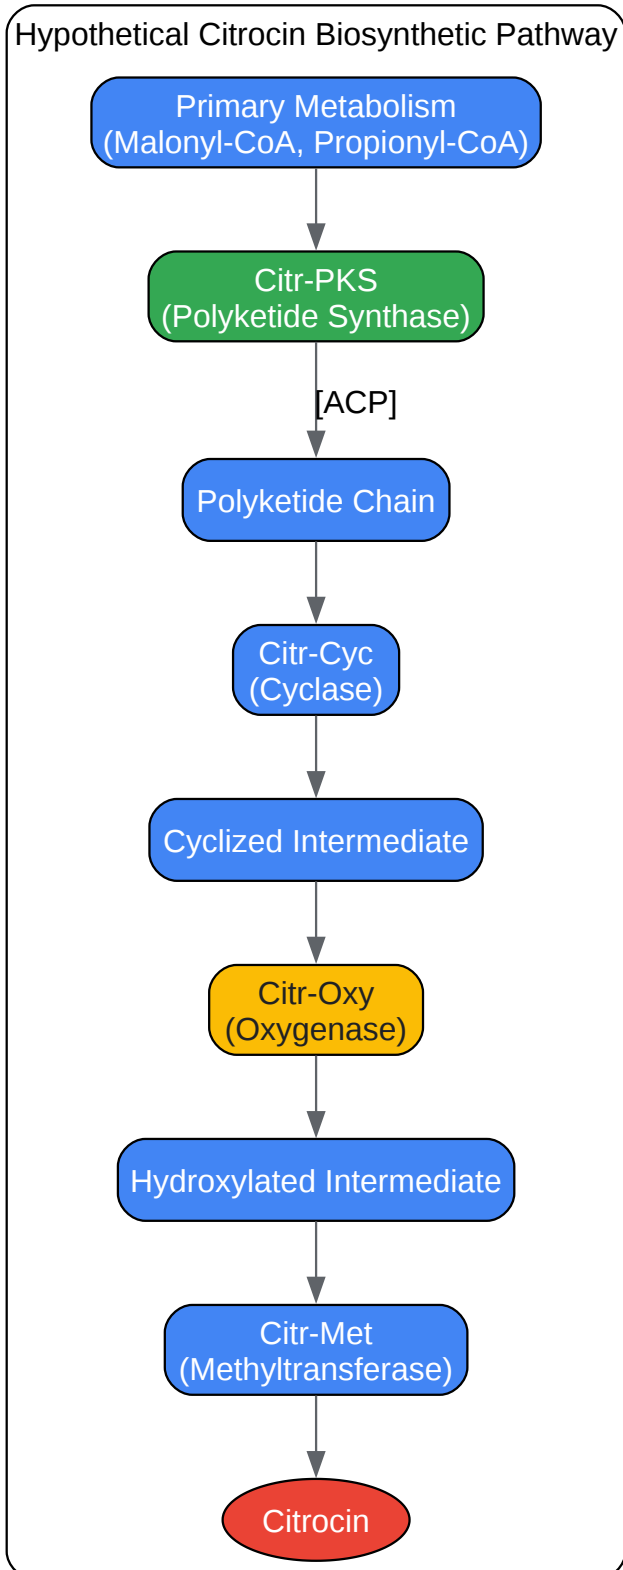 Hypothetical Citrocin Biosynthetic Pathway
Primary Metabolism
(Malonyl-CoA, Propionyl-CoA)
Citr-PKS
(Polyketide Synthase)
[ACP]
Polyketide Chain
Citr-Cyc
(Cyclase)
Cyclized Intermediate
Citr-Oxy
(Oxygenase)
Hydroxylated Intermediate
Citr-Met
(Methyltransferase)
Citrocin